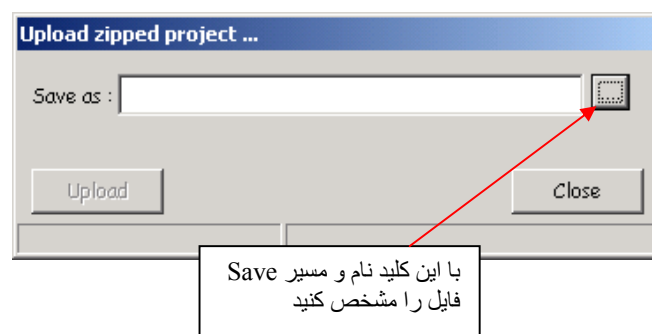 Upload zipped project ...
Save as :
Upload
Close
با این کلید نام و مسیر Save
فایل را مشخص کنید